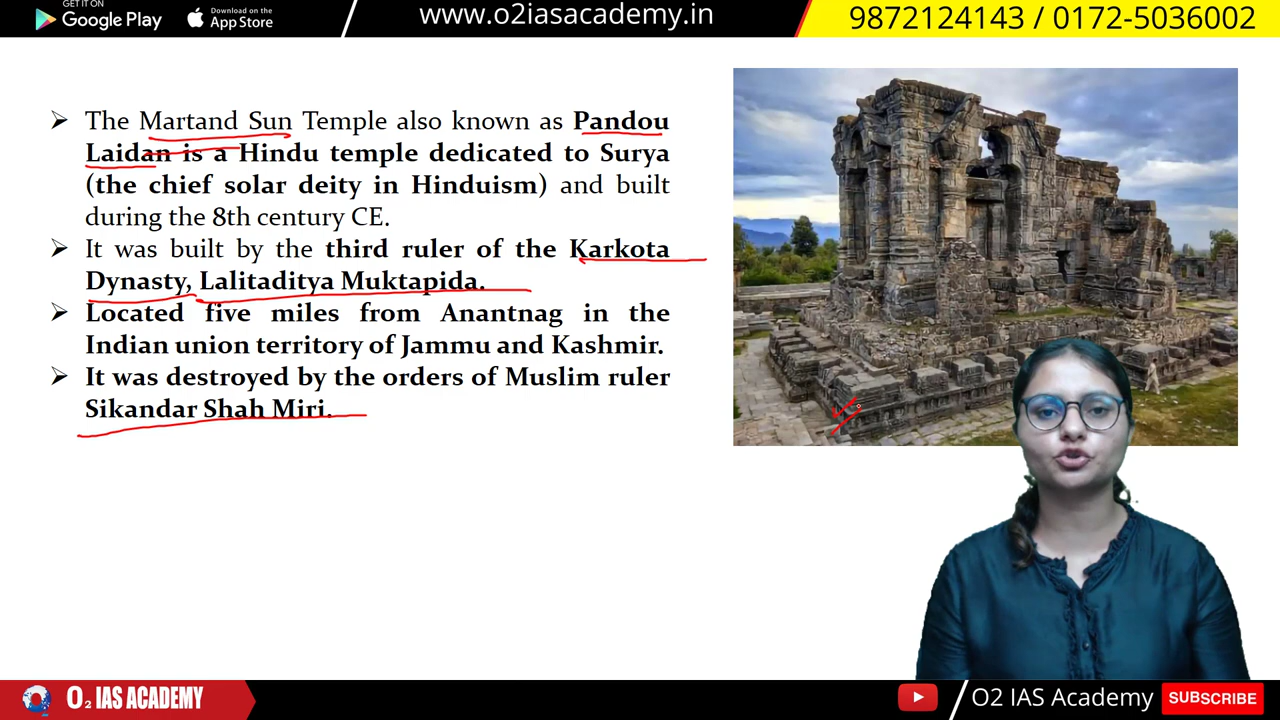 GET IT ON
Google Play
Download on the
App Store
www.o2iasacademy.in
9872124143 / 0172-5036002
➢ The Martand Sun Temple also known as Pandou
Laidan is a Hindu temple dedicated to Surya
(the chief solar deity in Hinduism) and built
during the 8th century CE.
➢ It was built by the third ruler of the Karkota
Dynasty, Lalitaditya Muktapida.
➢ Located five miles from Anantnag in the
Indian union territory of Jammu and Kashmir.
➢ It was destroyed by the orders of Muslim ruler
Sikandar Shah Miri.
O₂ IAS ACADEMY
O2 IAS Academy
SUBSCRIBE